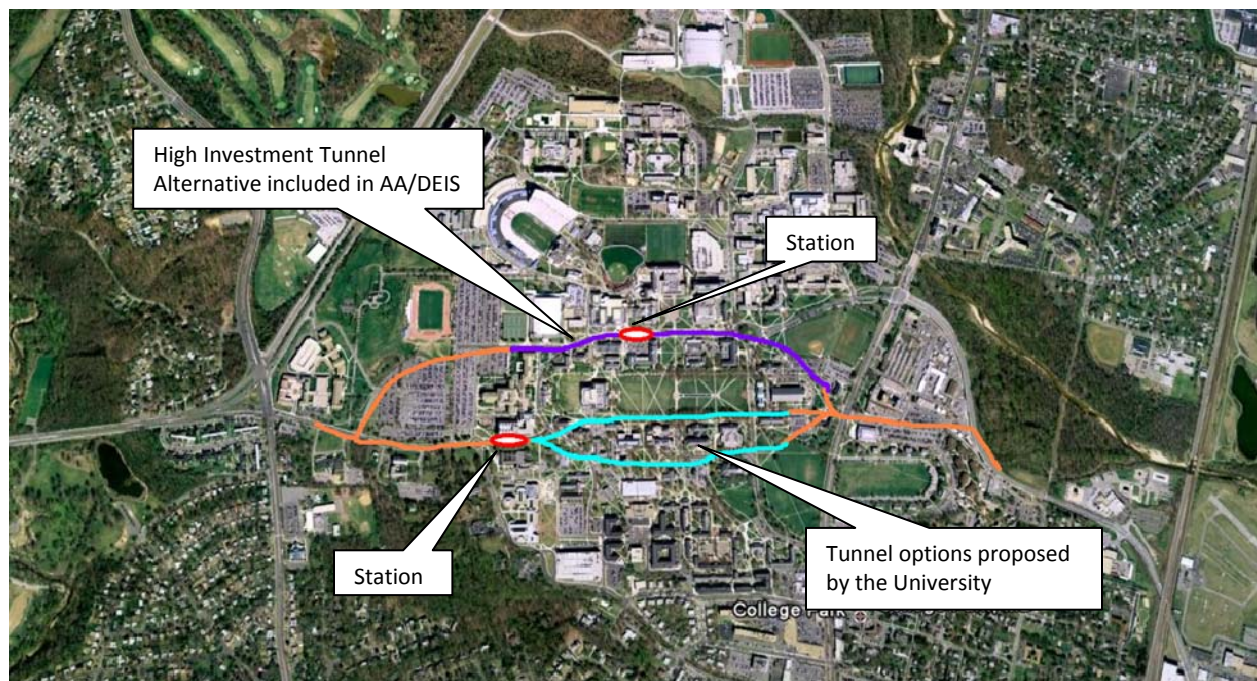 High Investment Tunnel
Alternative included in AA/DEIS
Station
Station
Tunnel options proposed
by the University
College Park